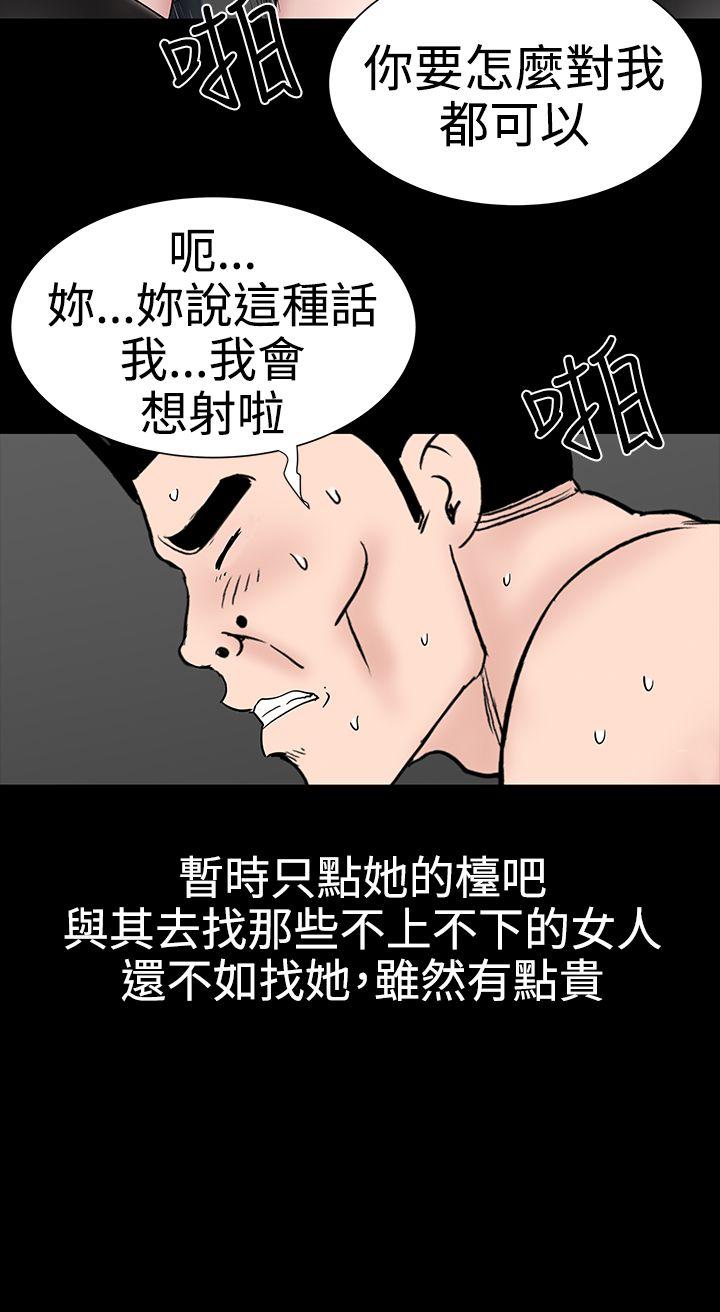 啪
你要怎麼對我
都可以
呃...
妳...妳說這種話
我...我會
想射啦
啪
暫時只點她的檯吧
與其去找那些不上不下的女人
還不如找她，雖然有點貴